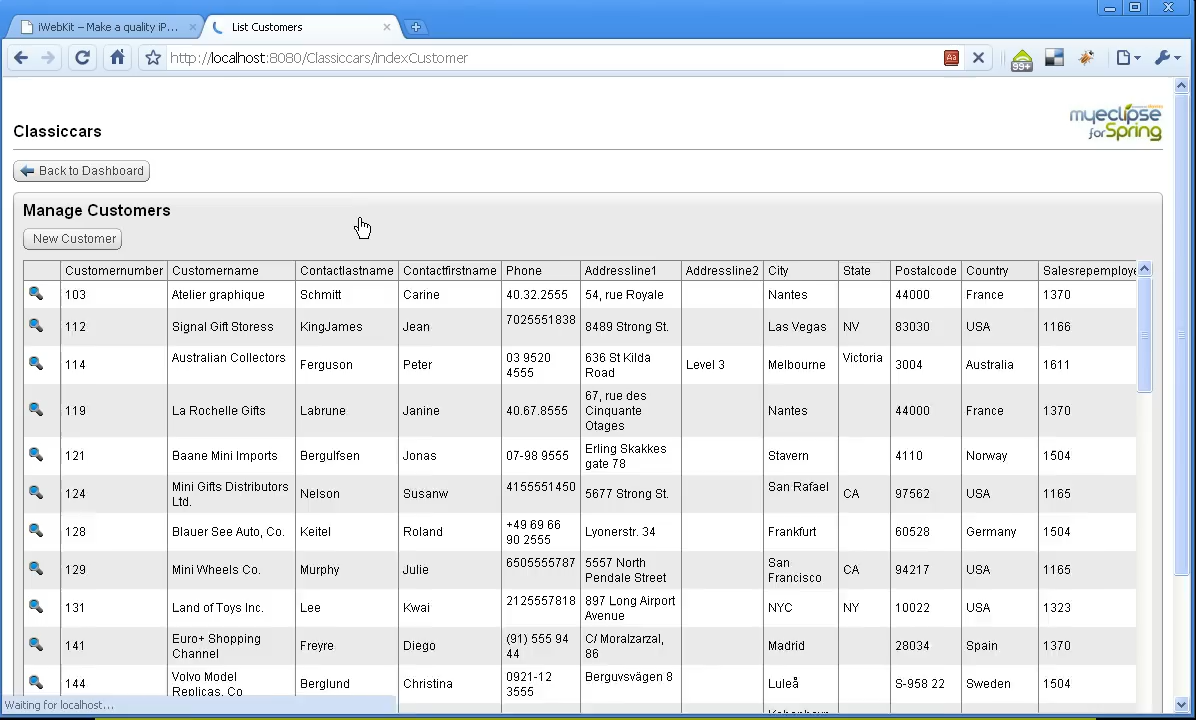 iWebKit – Make a quality iP...
List Customers
http://localhost:8080/Classiccars/indexCustomer
99+
myeclipse
for Spring
Classiccars
Back to Dashboard
Manage Customers
New Customer
Customernumber Customername Contactlastname Contactfirstname Phone Addressline1 Addressline2 City State Postalcode Country Salesrepemploye
103 Atelier graphique Schmitt Carine 40.32.2555 54, rue Royale Nantes 44000 France 1370
7025551838
112 Signal Gift Storess KingJames Jean 8489 Strong St. Las Vegas NV 83030 USA 1166
Australian Collectors 03 9520 636 St Kilda Victoria
114 Ferguson Peter Level 3 Melbourne 3004 Australia 1611
4555 Road
67, rue des
119 La Rochelle Gifts Labrune Janine 40.67.8555 Cinquante Nantes 44000 France 1370
Otages
Erling Skakkes
121 Baane Mini Imports Bergulfsen Jonas 07-98 9555 Stavern 4110 Norway 1504
gate 78
Mini Gifts Distributors 4155551450 San Rafael
124 Nelson Susanw 5677 Strong St. CA 97562 USA 1165
Ltd.
+49 69 66
128 Blauer See Auto, Co. Keitel Roland Lyonerstr. 34 Frankfurt 60528 Germany 1504
90 2555
6505555787 5557 North San
129 Mini Wheels Co. Murphy Julie CA 94217 USA 1165
Pendale Street Francisco
2125557818 897 Long Airport
131 Land of Toys Inc. Lee Kwai NYC NY 10022 USA 1323
Avenue
Euro+ Shopping (91) 555 94 C/ Moralzarzal,
141 Freyre Diego Madrid 28034 Spain 1370
Channel 44 86
Volvo Model 0921-12 Berguvsvägen 8
144 Berglund Christina Luleå S-958 22 Sweden 1504
Replicas, Co 3555
Waiting for localhost...